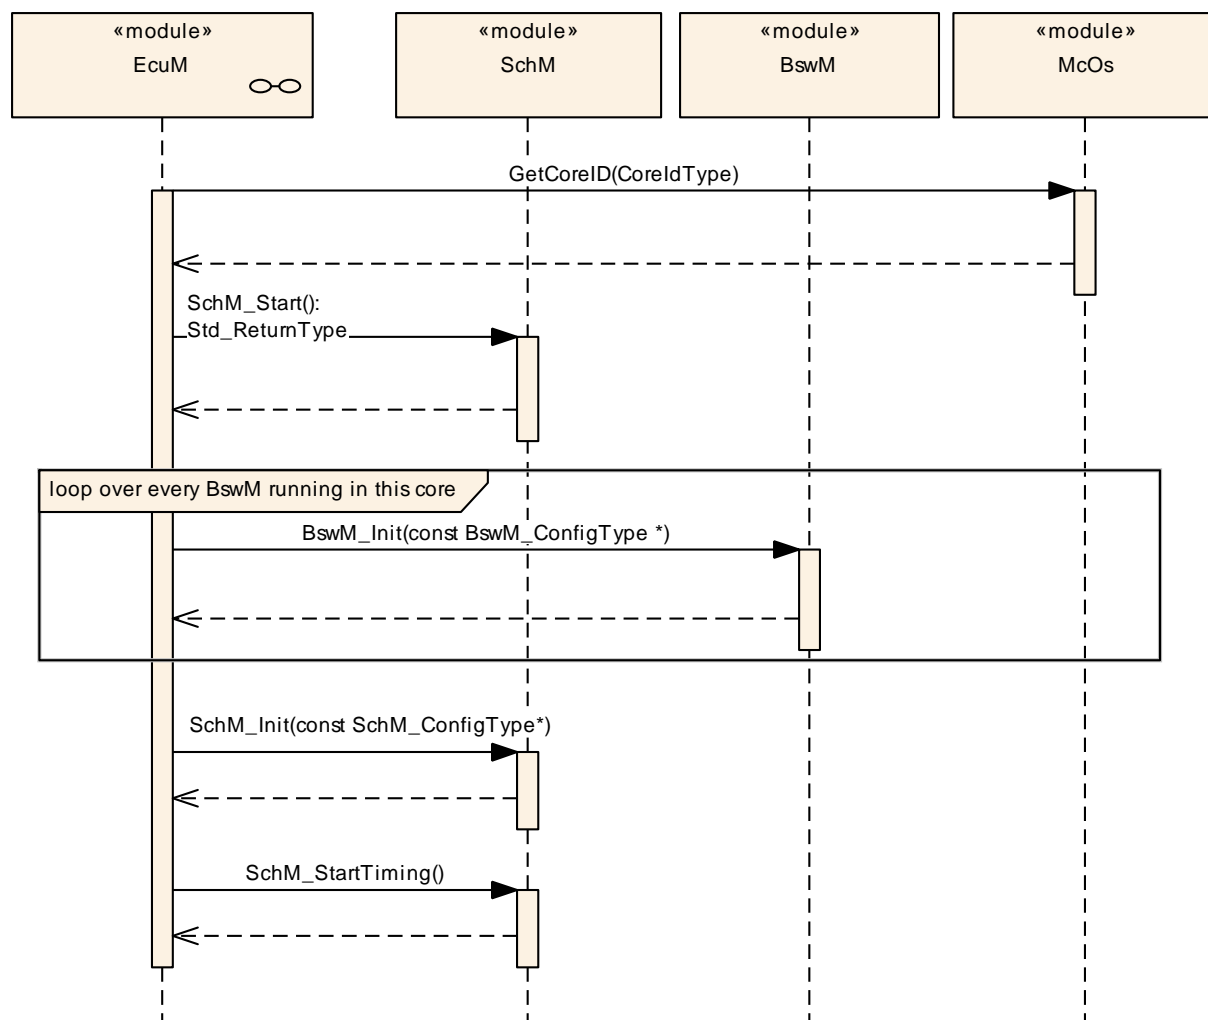 «module»
EcuM
«module»
SchM
«module»
BswM
«module»
McOs
GetCoreID(CoreIdType)
SchM_Start():
Std_ReturnType
loop over every BswM running in this core
BswM_Init(const BswM_ConfigType *)
SchM_Init(const SchM_ConfigType*)
SchM_StartTiming()